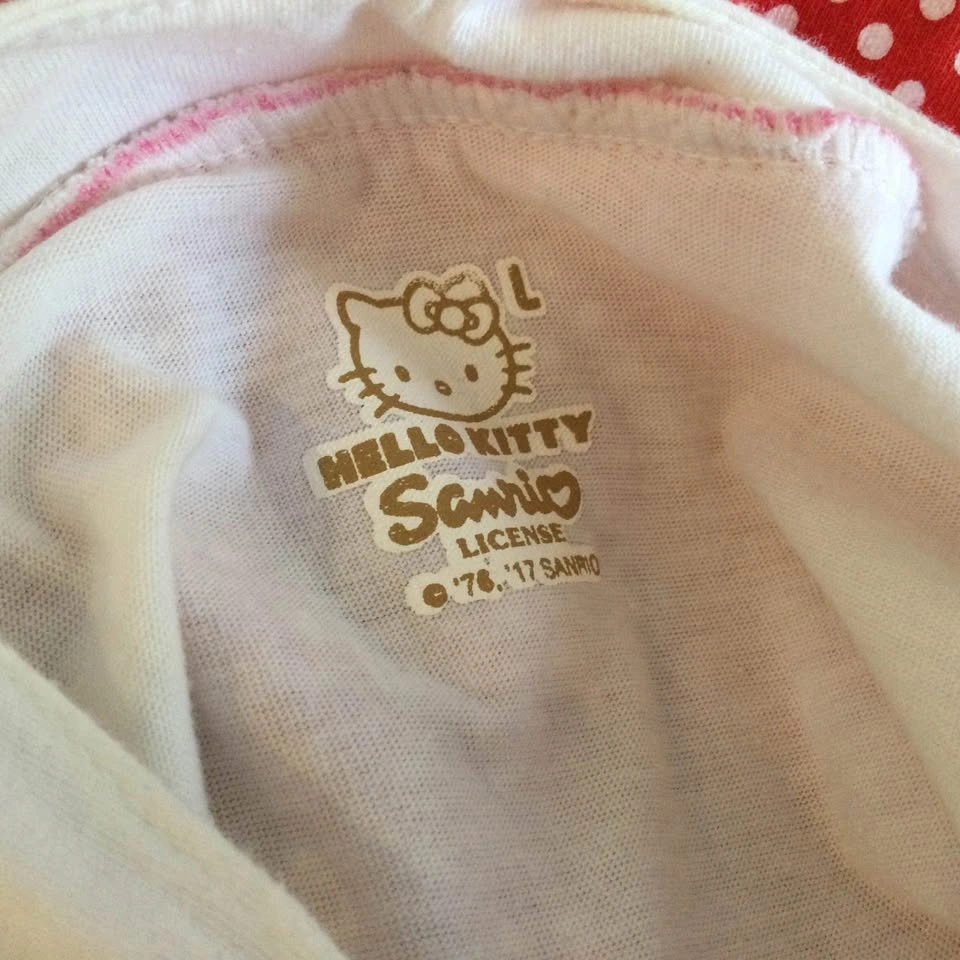 L
HELLO KITTY
Sanrio
LICENSE
© '76, '17 SANRIO